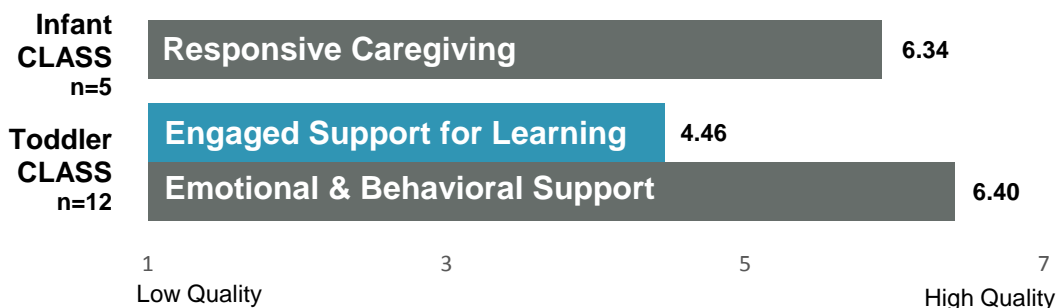 Infant
CLASS
n=5
Responsive Caregiving
6.34
Toddler
CLASS
n=12
Engaged Support for Learning
4.46
Emotional & Behavioral Support
6.40
1 3 5 7
Low Quality High Quality